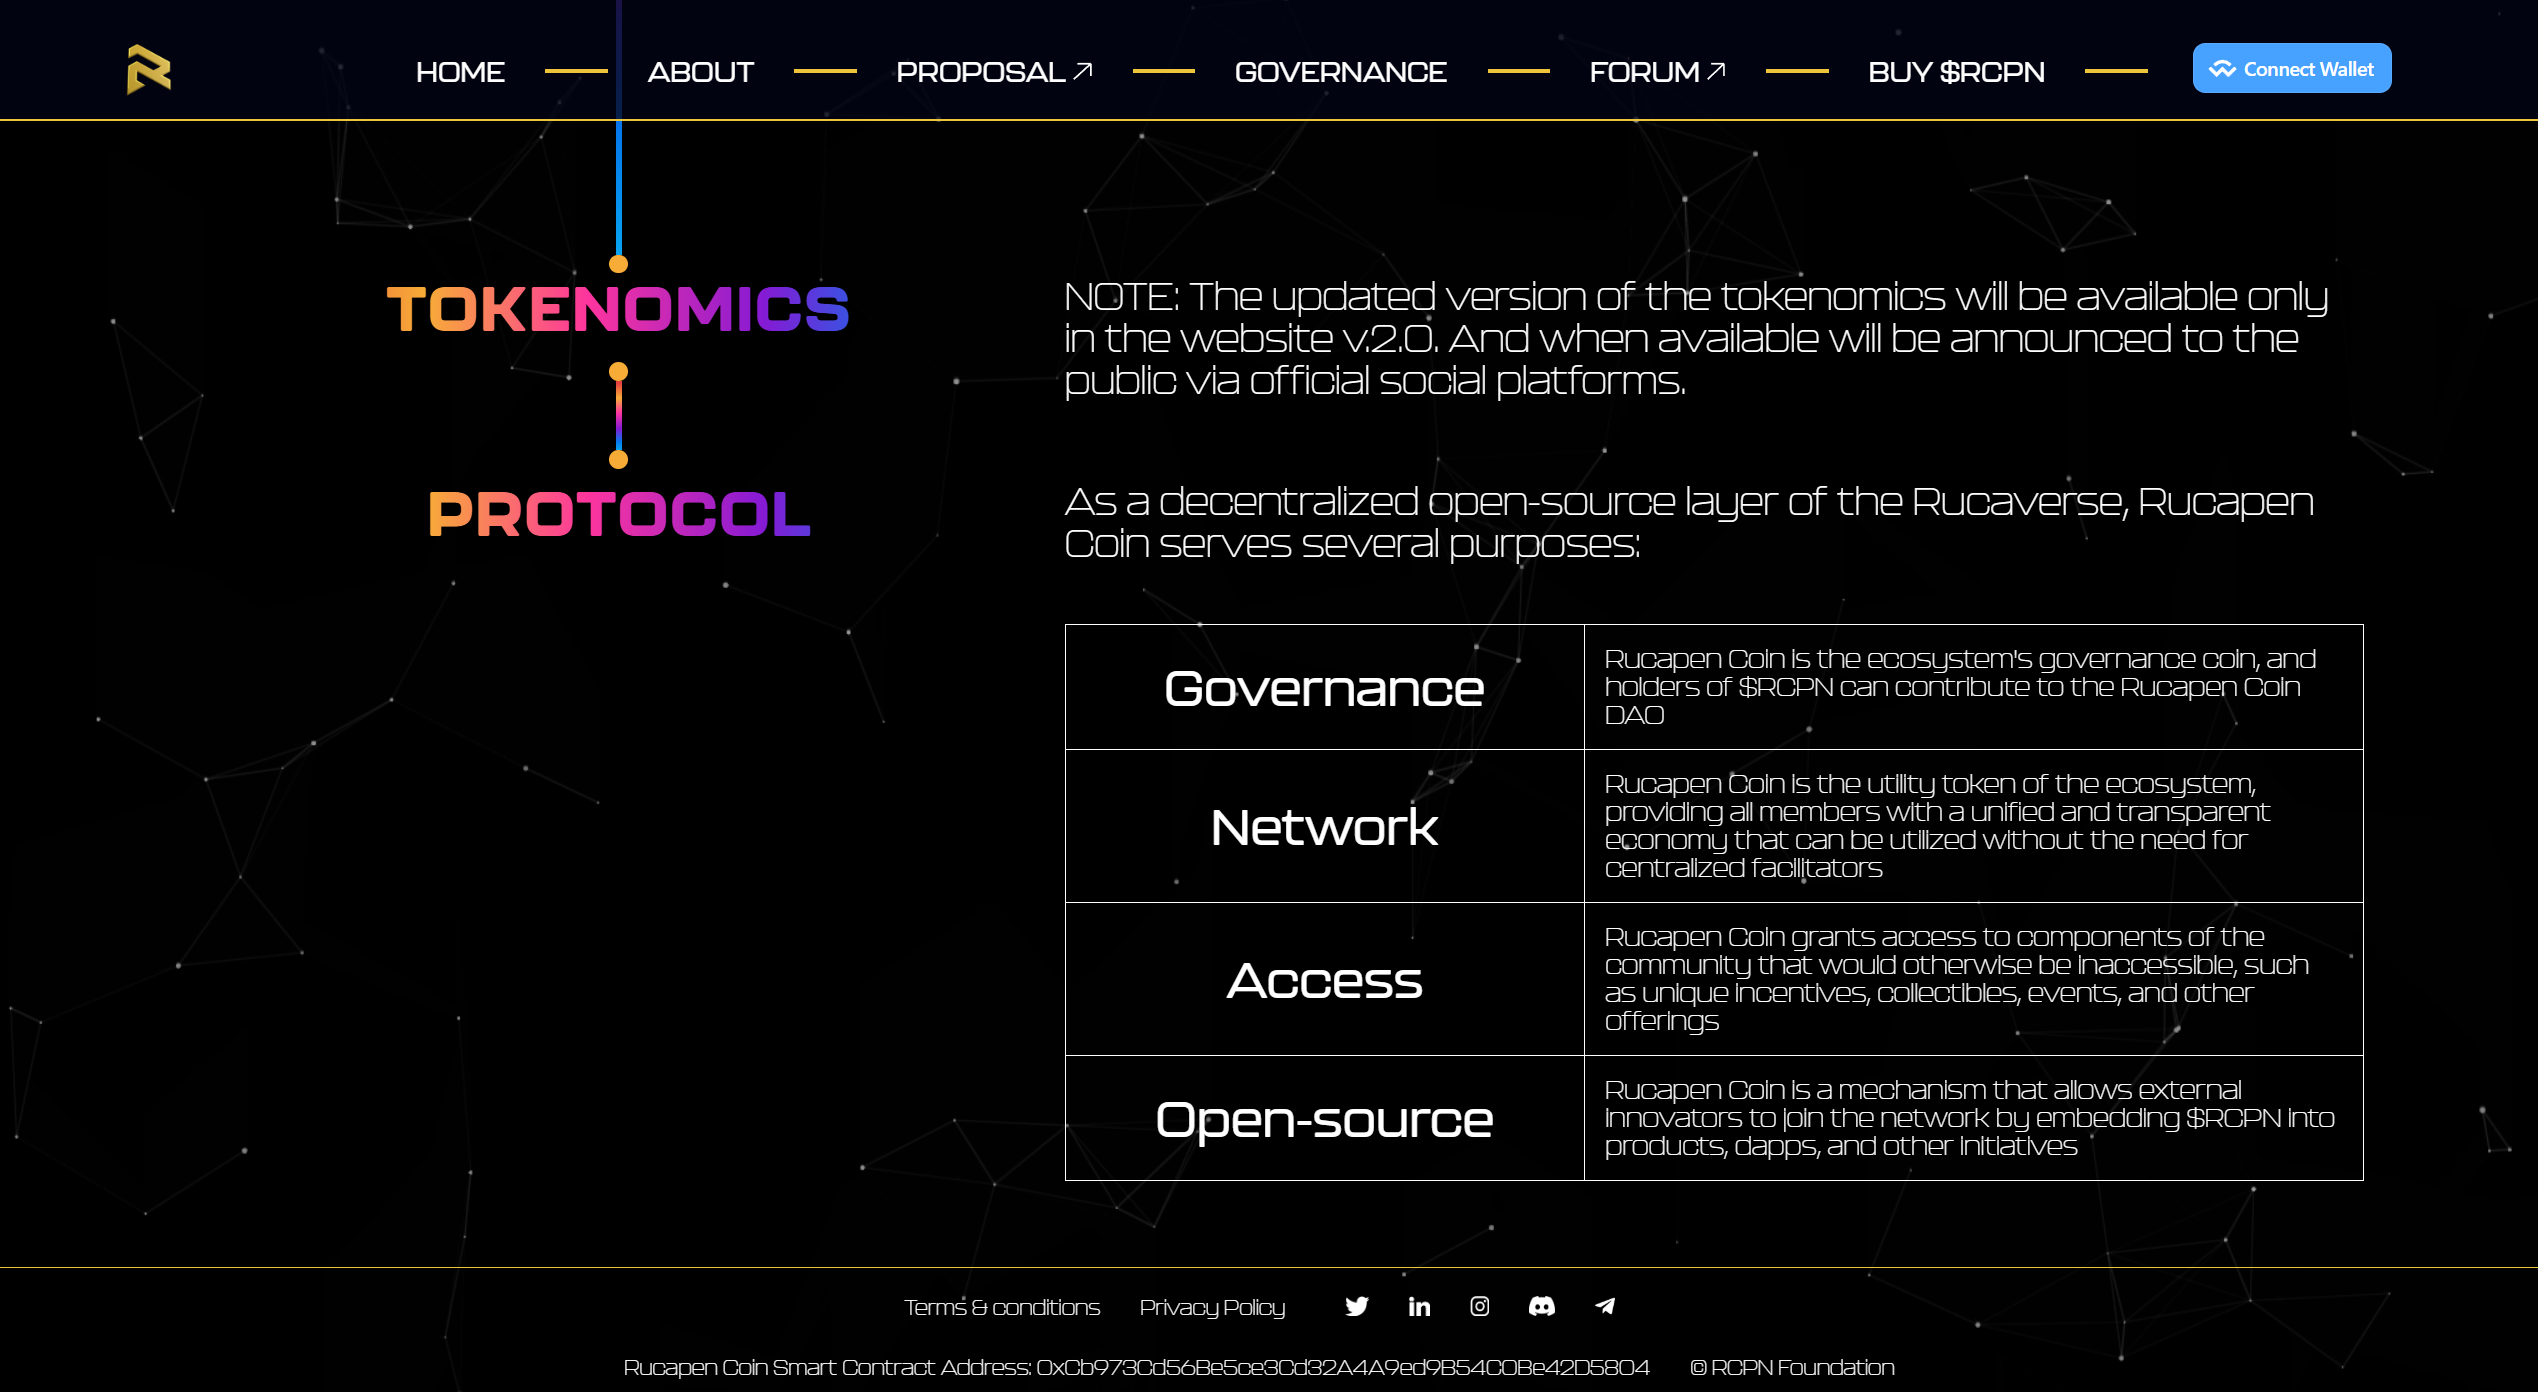 HOME ABOUT PROPOSAL GOVERNANCE FORUM BUY $RCPN Connect Wallet
TOKENOMICS
NOTE: The updated version of the tokenomics will be available only
in the website v.2.0. And when available will be announced to the
public via official social platforms.
PROTOCOL
As a decentralized open-source layer of the Rucaverse, Rucapen
Coin serves several purposes:
Governance
Rucapen Coin is the ecosystem's governance coin, and
holders of $RCPN can contribute to the Rucapen Coin
DAO
Network
Rucapen Coin is the utility token of the ecosystem,
providing all members with a unified and transparent
economy that can be utilized without the need for
centralized facilitators
Access
Rucapen Coin grants access to components of the
community that would otherwise be inaccessible, such
as unique incentives, collectibles, events, and other
offerings
Open-source
Rucapen Coin is a mechanism that allows external
innovators to join the network by embedding $RCPN into
products, dapps, and other initiatives
Terms & conditions Privacy Policy
Rucapen Coin Smart Contract Address: 0xCb973Cd56Be5ce3Cd32A4A9ed9B54C0Be42D5804 © RCPN Foundation